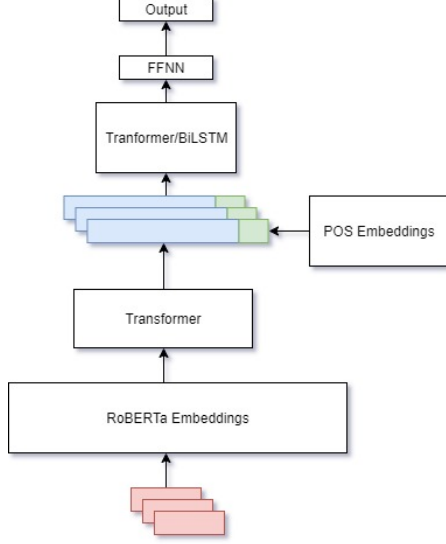 Output
FFNN
Tranformer/BiLSTM
POS Embeddings
Transformer
RoBERTa Embeddings